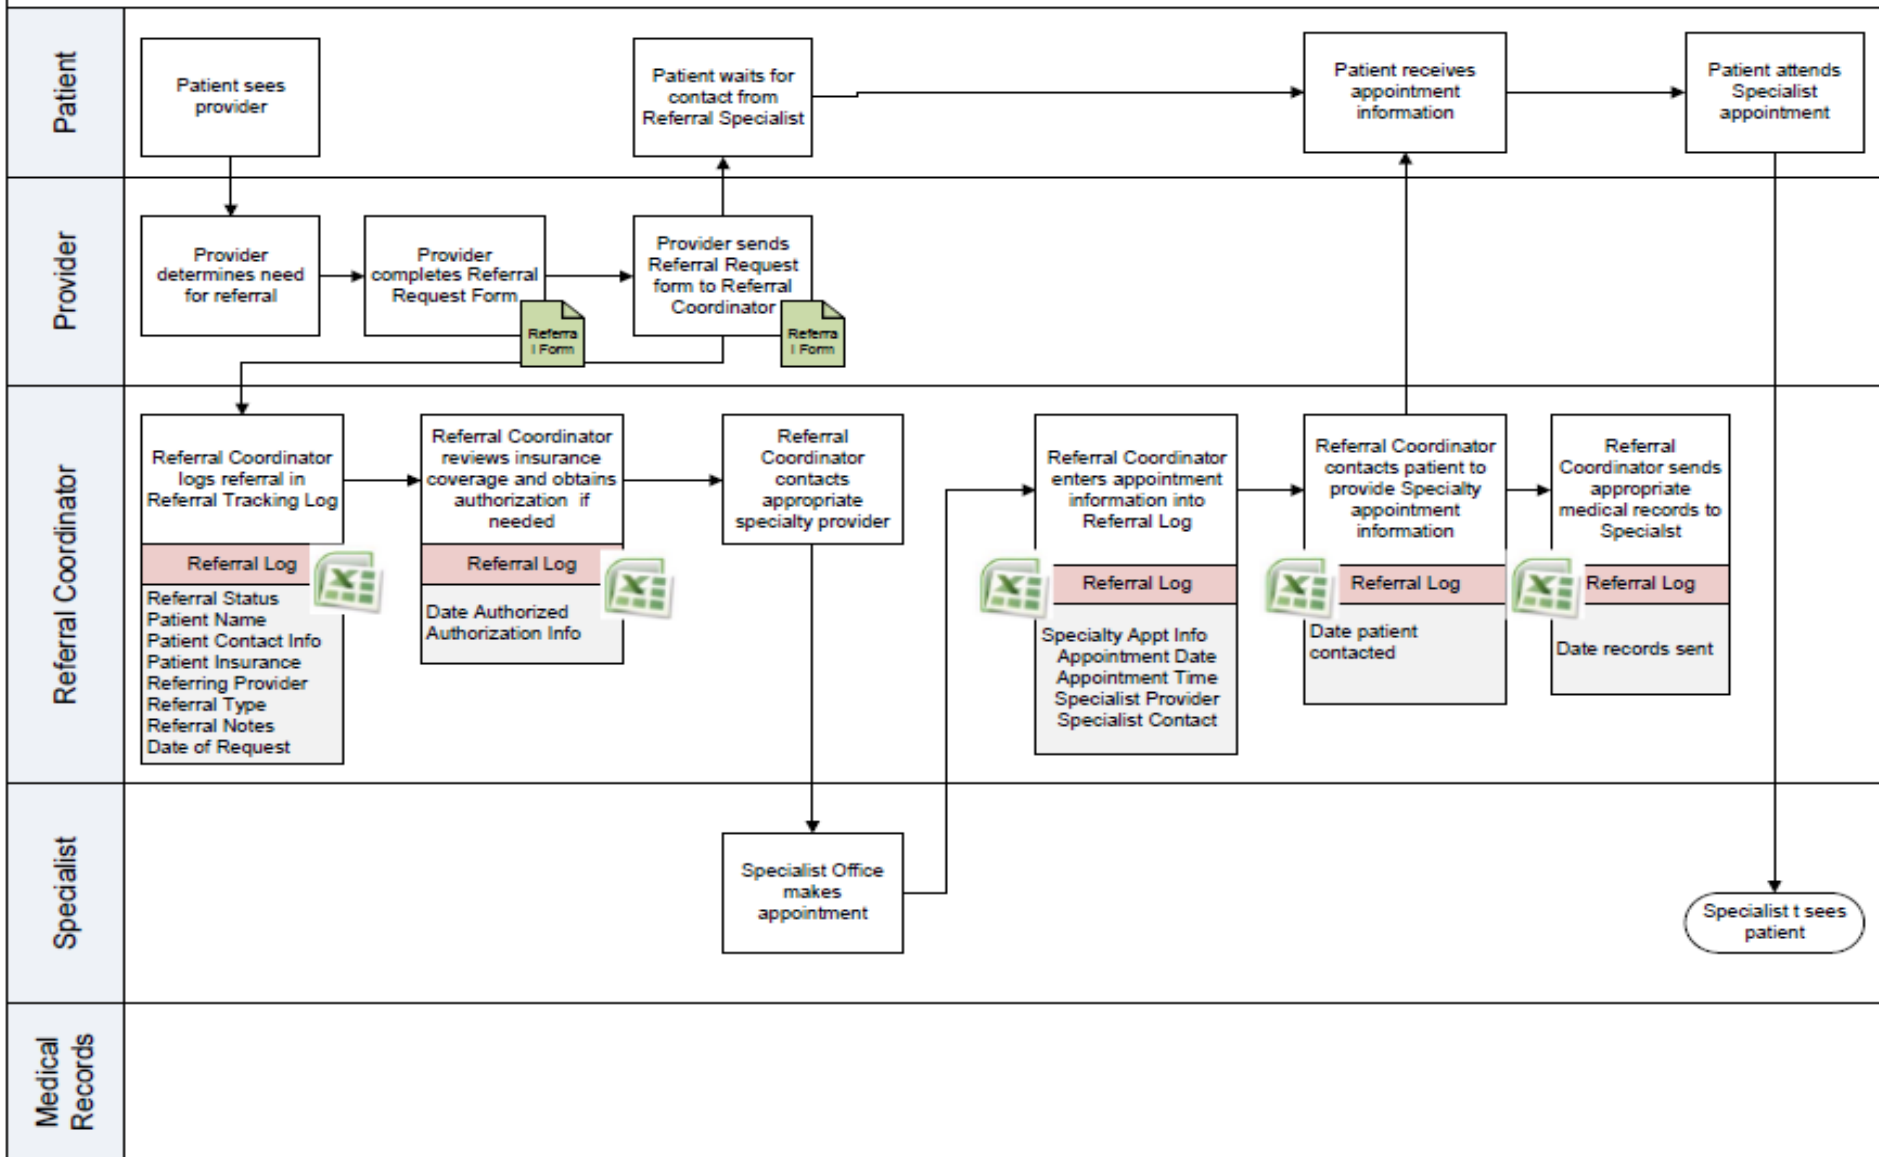 Patient
Patient sees
provider
Patient waits for
contact from
Referral Specialist
Patient receives
appointment
information
Patient attends
Specialist
appointment
Provider
Provider
determines need
for referral
Provider
completes Referral
Request Form
Referra
l Form
Provider sends
Referral Request
form to Referral
Coordinator
Referra
l Form
Referral Coordinator
Referral Coordinator
logs referral in
Referral Tracking Log
Referral Log
Referral Status
Patient Name
Patient Contact Info
Patient Insurance
Referring Provider
Referral Type
Referral Notes
Date of Request
Referral Coordinator
reviews insurance
coverage and obtains
authorization if
needed
Referral Log
Date Authorized
Authorization Info
Referral
Coordinator
contacts
appropriate
specialty provider
Referral Coordinator
enters appointment
information into
Referral Log
Referral Log
Specialty Appt Info
Appointment Date
Appointment Time
Specialist Provider
Specialist Contact
Referral Coordinator
contacts patient to
provide Specialty
appointment
information
Referral Log
Date patient
contacted
Referral
Coordinator sends
appropriate
medical records to
Specialst
Referral Log
Date records sent
Specialist
Specialist Office
makes
appointment
Specialist t sees
patient
Medical
Records